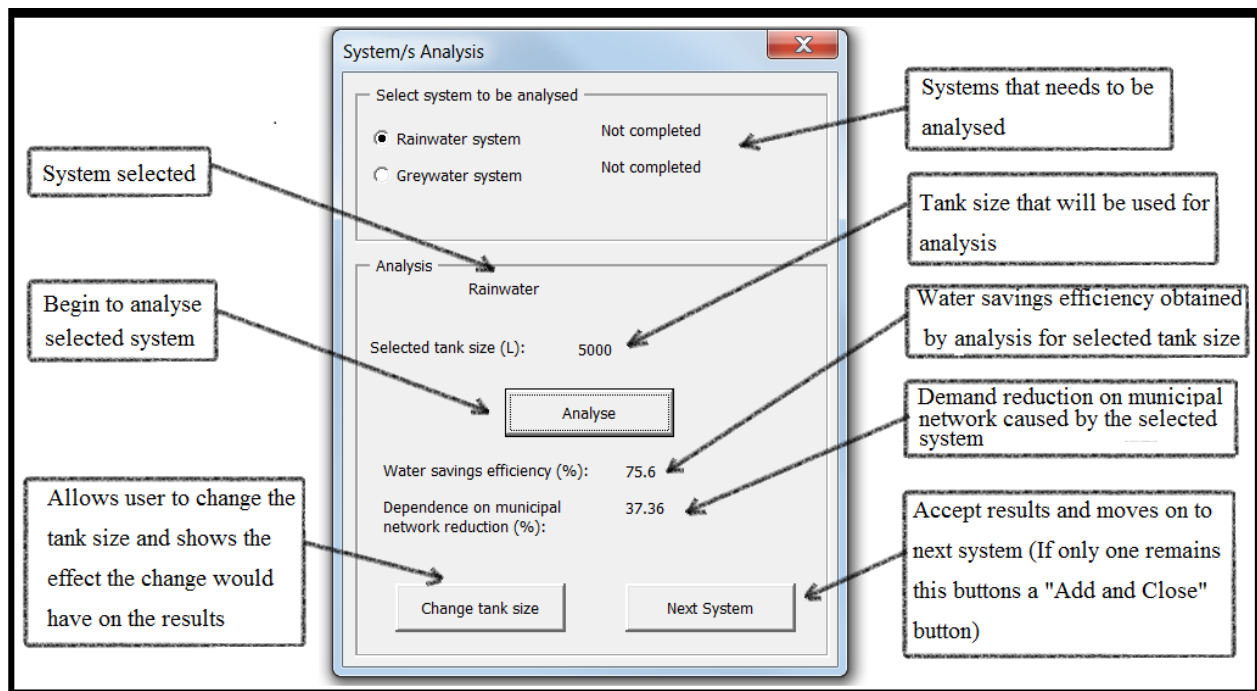 System/s Analysis
Select system to be analysed
Rainwater system
Not completed
Greywater system
Not completed
Analysis
Rainwater
Selected tank size (L):
5000
Analyse
Water savings efficiency (%):
75.6
Dependence on municipal
network reduction (%):
37.36
Change tank size
Next System
System selected
Begin to analyse
selected system
Allows user to change the
tank size and shows the
effect the change would
have on the results
Systems that needs to be
analysed
Tank size that will be used for
analysis
Water savings efficiency obtained
by analysis for selected tank size
Demand reduction on municipal
network caused by the selected
system
Accept results and moves on to
next system (If only one remains
this buttons a "Add and Close"
button)